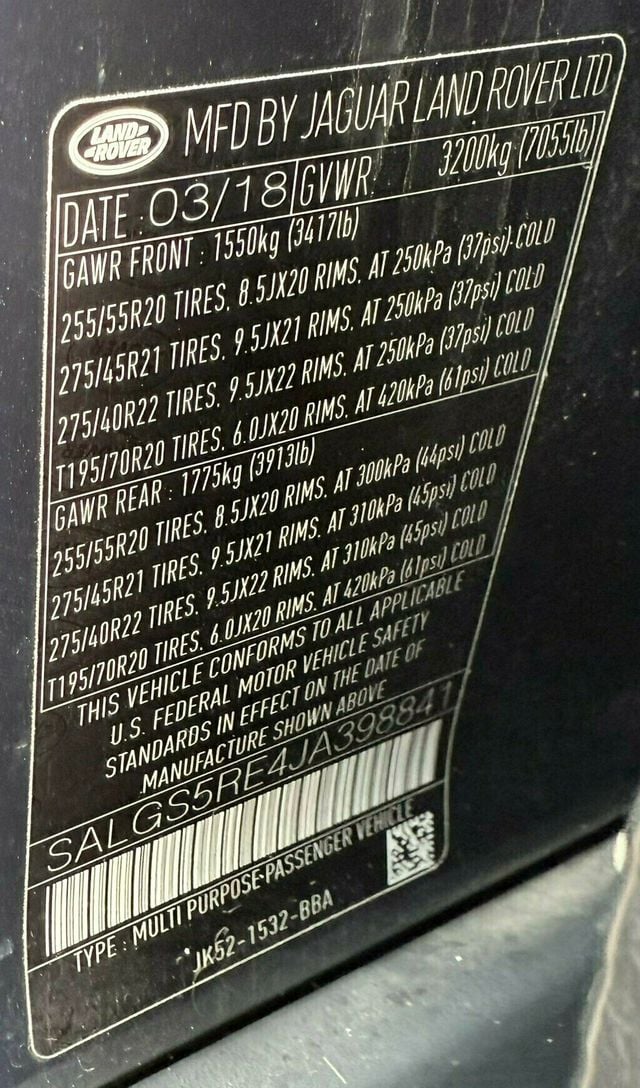 LAND-
-ROVER
MFD BY JAGUAR LAND ROVER LTD
DATE :03/18 GVWR: 3200kg (7055lb)
GAWR FRONT : 1550kg (3417lb)
255/55R20 TIRES, 8.5JX20 RIMS, AT 250kPa (37psi) COLD
275/45R21 TIRES, 9.5JX21 RIMS, AT 250kPa (37psi) COLD
275/40R22 TIRES, 9.5JX22 RIMS, AT 250kPa (37psi) COLD
T195/70R20 TIRES, 6.0JX20 RIMS, AT 420kPa (61psi) COLD
GAWR REAR : 1775kg (3913lb)
255/55R20 TIRES, 8.5JX20 RIMS, AT 300kPa (44psi) COLD
275/45R21 TIRES, 9.5JX21 RIMS, AT 310kPa (45psi) COLD
275/40R22 TIRES, 9.5JX22 RIMS, AT 310kPa (45psi) COLD
T195/70R20 TIRES, 6.0JX20 RIMS, AT 420kPa (61psi) COLD
THIS VEHICLE CONFORMS TO ALL APPLICABLE
U.S. FEDERAL MOTOR VEHICLE SAFETY
STANDARDS IN EFFECT ON THE DATE OF
MANUFACTURE SHOWN ABOVE
SALGS5RE4JA398841
TYPE : MULTI PURPOSE-PASSENGER VEHICLE
JK52-1532-BBA